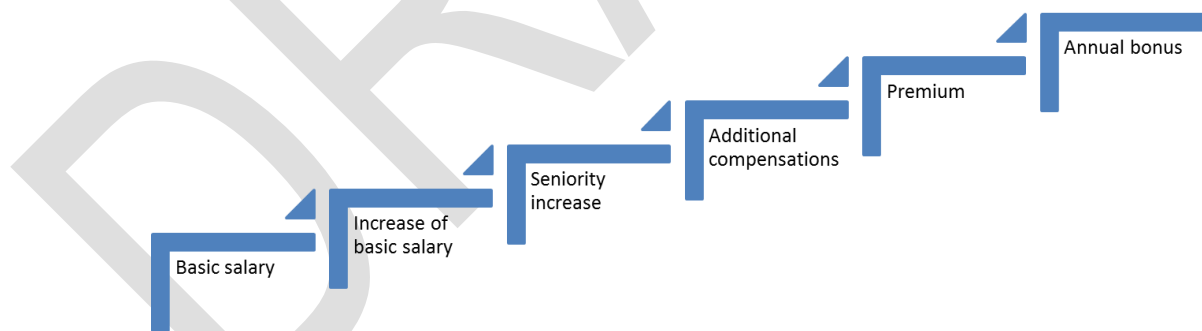 Basic salary
Increase of
basic salary
Seniority
increase
Additional
compensations
Premium
Annual bonus